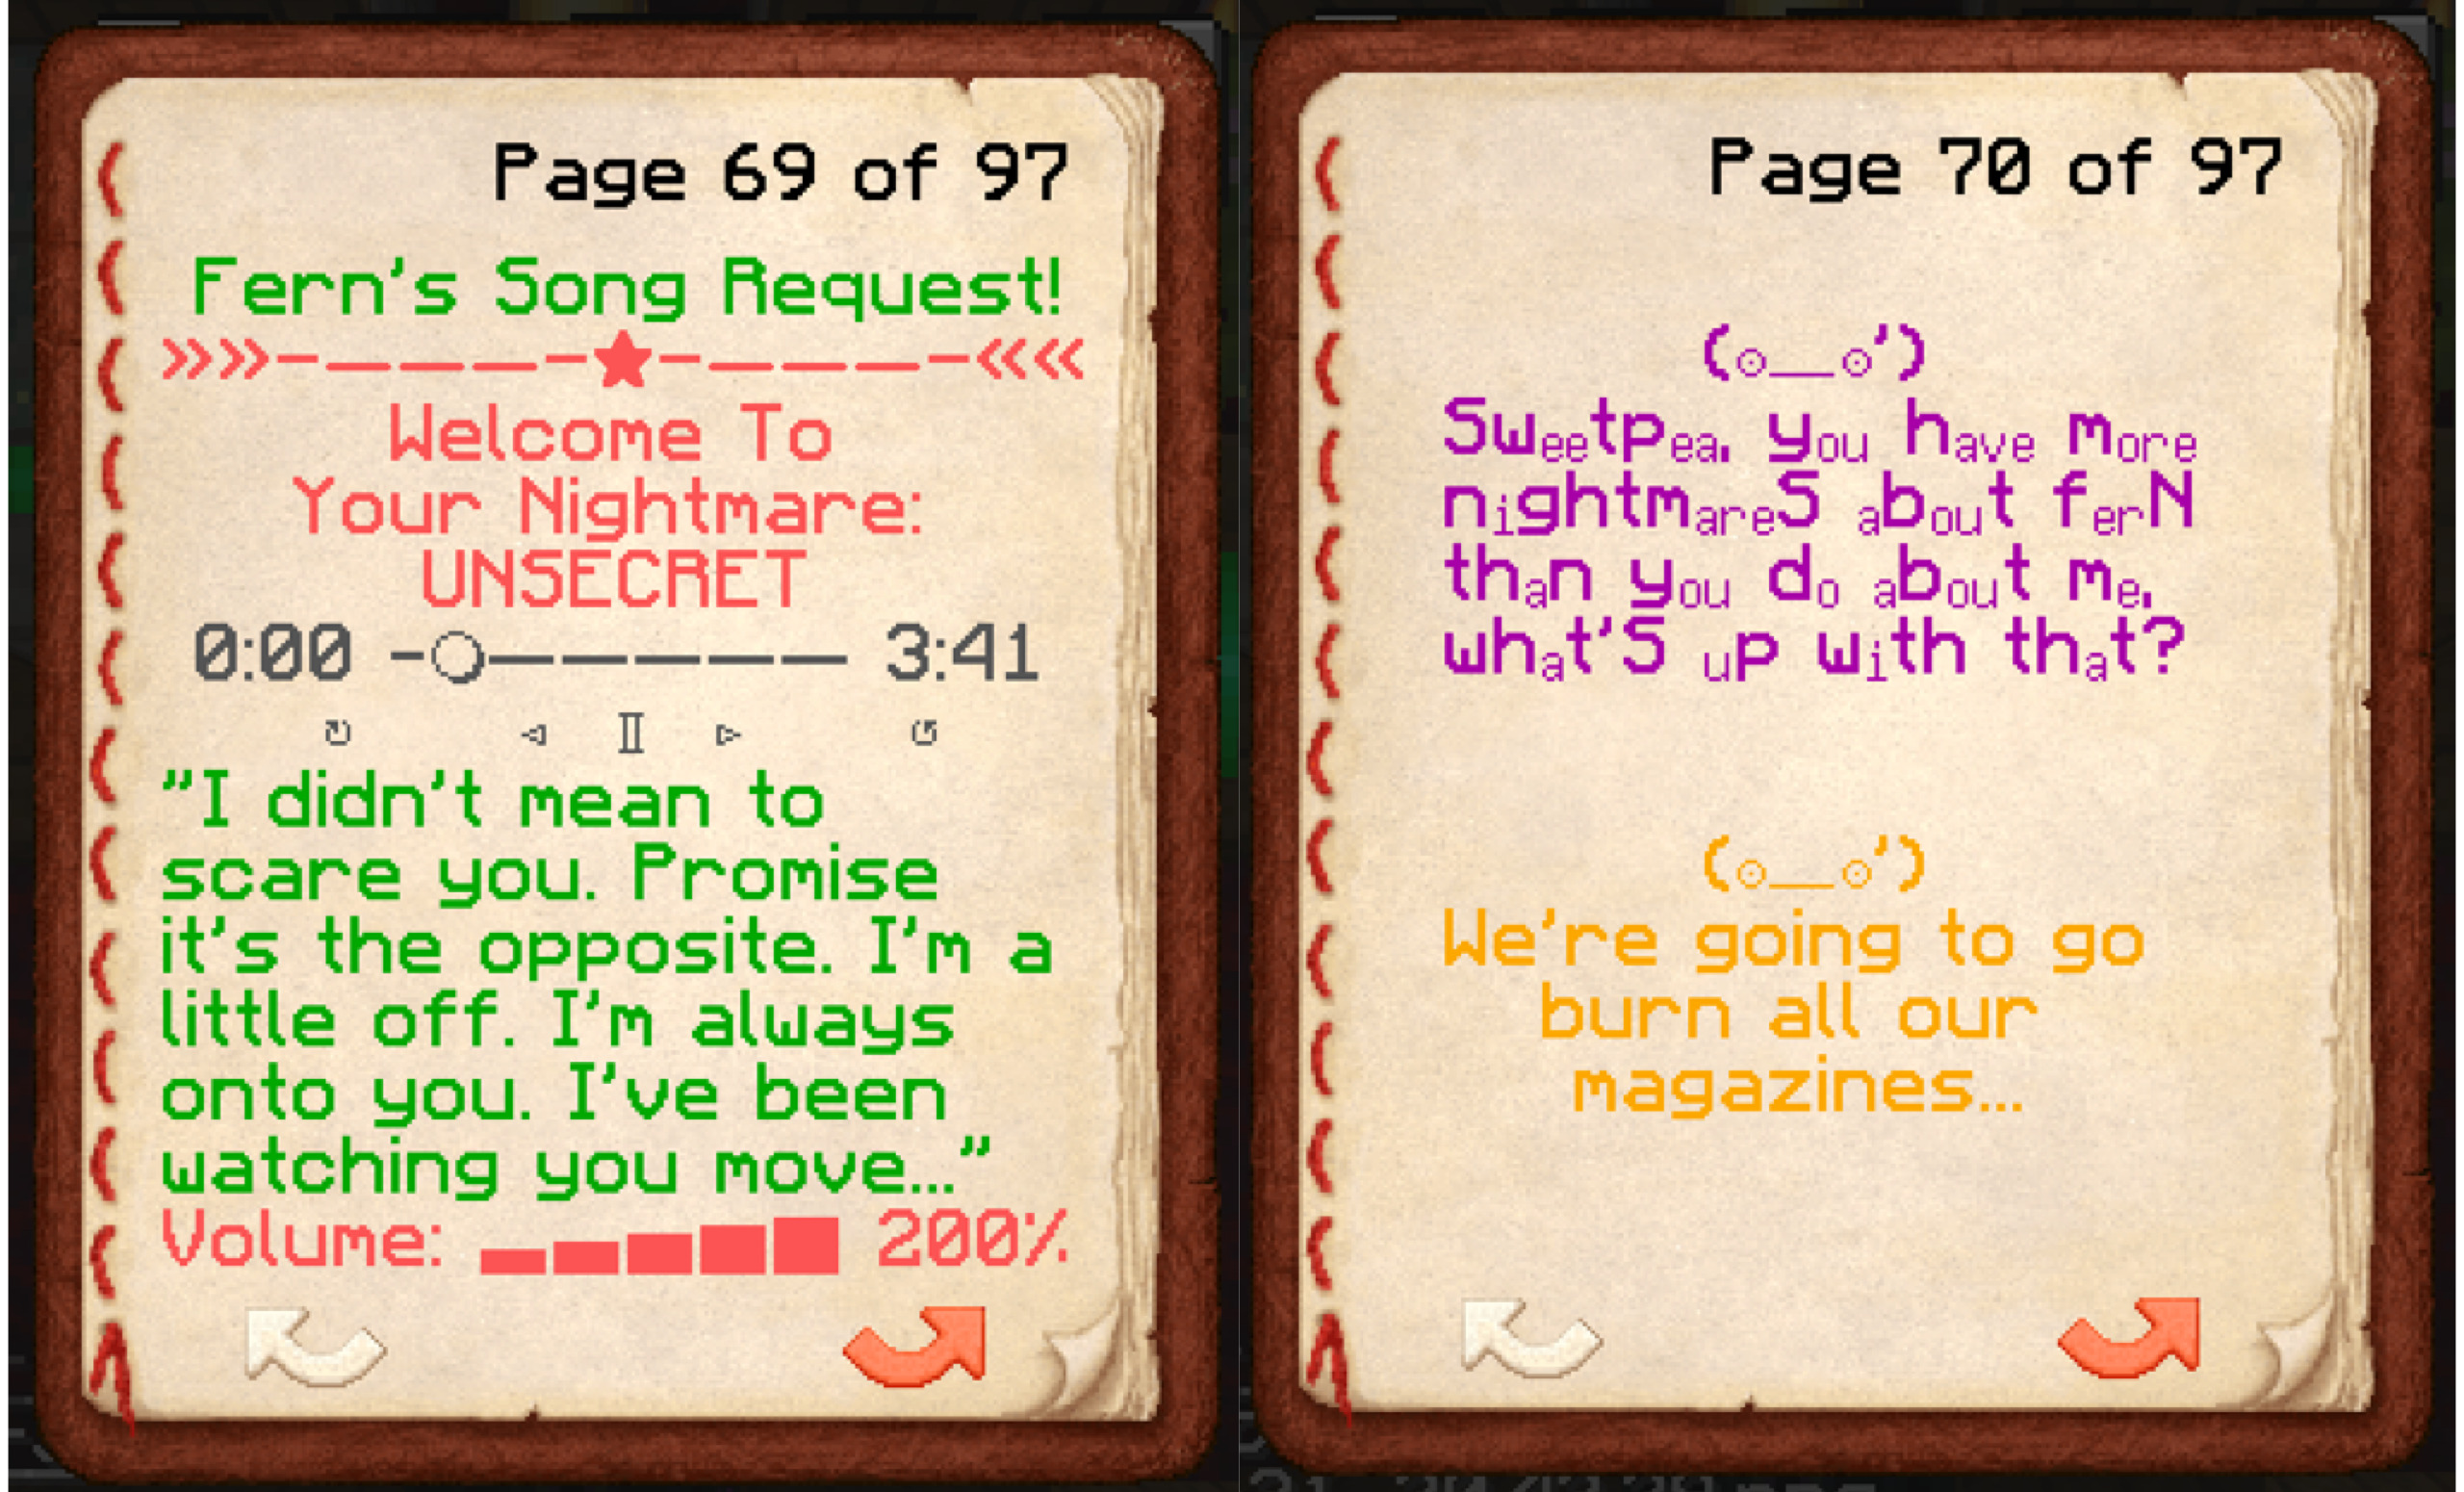 Page 69 of 97
Fern's Song Request!
»»»-————-★-————-«««
Welcome To
Your Nightmare:
UNSECRET
0:00 -○————— 3:41
↻ ◃ II ▹ ↺
"I didn't mean to
scare you. Promise
it's the opposite. I'm a
little off. I'm always
onto you. I've been
watching you move..."
Volume: ▂▃▅▆▇ 200%
Page 70 of 97
(⊙__⊙')
Sweetpea, you have more
nightmareS about ferN
than you do about me,
what'S up with that?
(⊙__⊙')
We're going to go
burn all our
magazines...